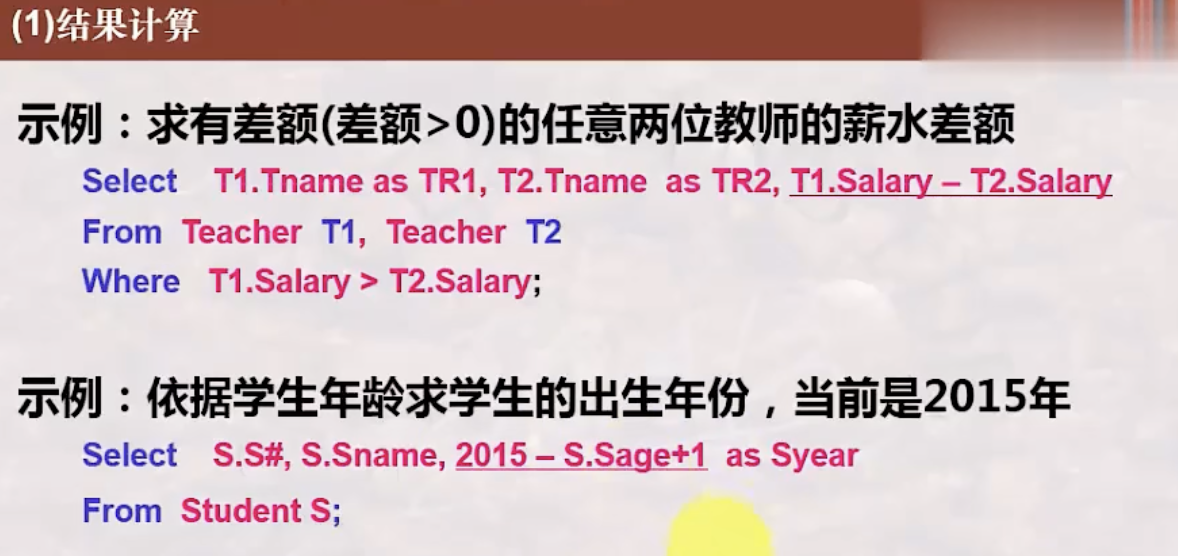 (1)结果计算
示例：求有差额(差额>0)的任意两位教师的薪水差额
Select T1.Tname as TR1, T2.Tname as TR2, T1.Salary – T2.Salary
From Teacher T1, Teacher T2
Where T1.Salary > T2.Salary;
示例：依据学生年龄求学生的出生年份，当前是2015年
Select S.S#, S.Sname, 2015 – S.Sage+1 as Syear
From Student S;